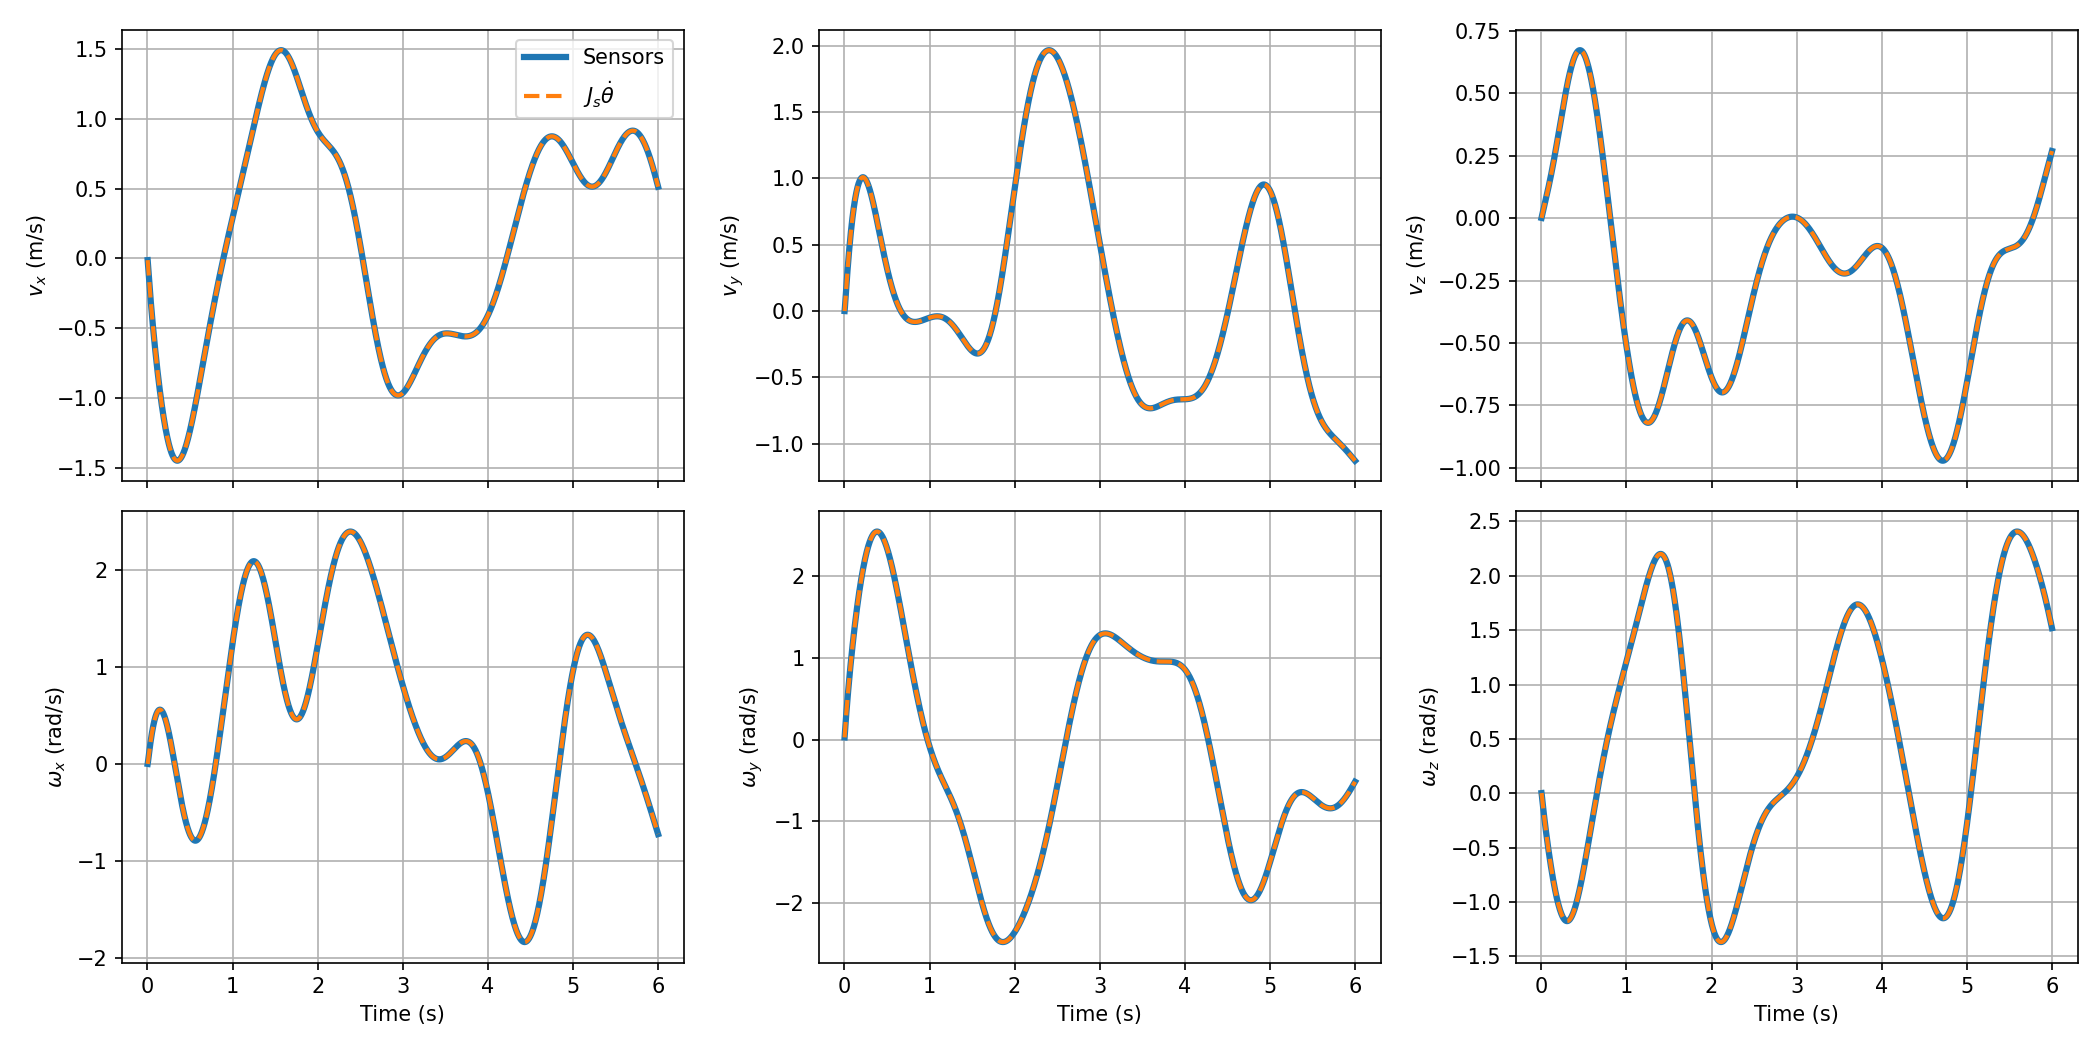 1.5
1.0
0.5
0.0
−0.5
−1.0
−1.5
v_x (m/s)
Sensors
J_sθ̇
2.0
1.5
1.0
0.5
0.0
−0.5
−1.0
v_y (m/s)
0.75
0.50
0.25
0.00
−0.25
−0.50
−0.75
−1.00
v_z (m/s)
2
1
0
−1
−2
ω_x (rad/s)
0 1 2 3 4 5 6
Time (s)
2
1
0
−1
−2
ω_y (rad/s)
0 1 2 3 4 5 6
Time (s)
2.5
2.0
1.5
1.0
0.5
0.0
−0.5
−1.0
−1.5
ω_z (rad/s)
0 1 2 3 4 5 6
Time (s)